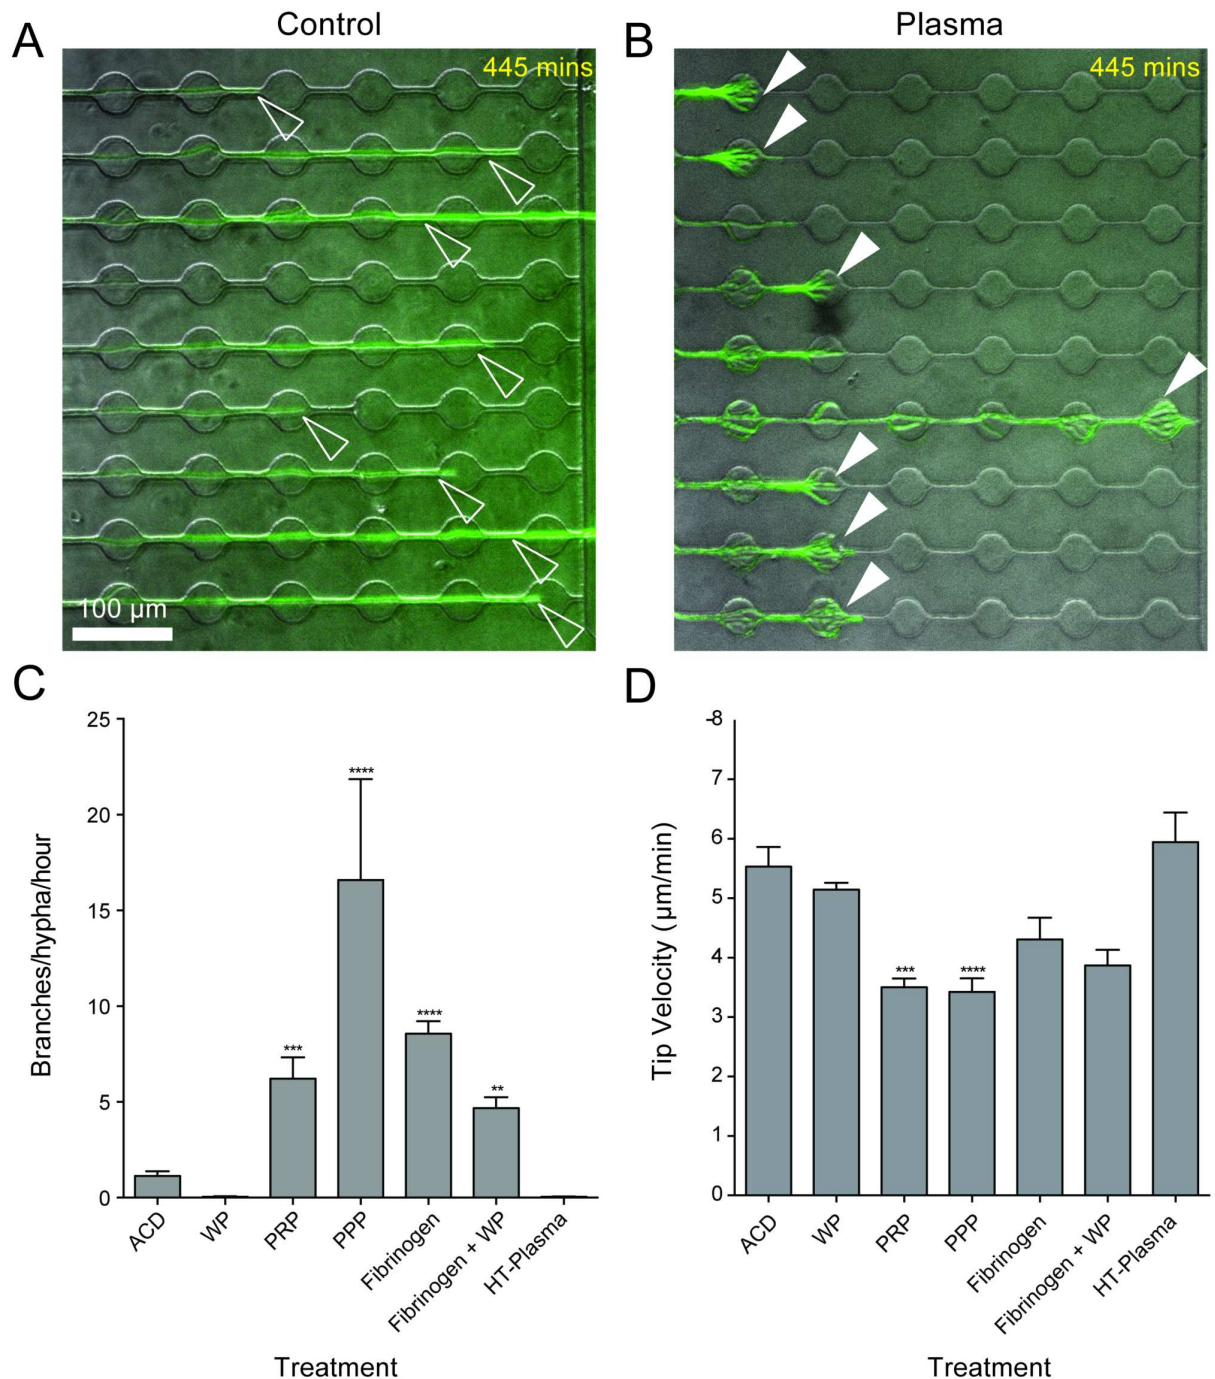 A
Control
445 mins
100 µm
B
Plasma
445 mins
C
Branches/hypha/hour
25
20
15
10
5
0
****
***
****
**
ACD
WP
PRP
PPP
Fibrinogen
Fibrinogen + WP
HT-Plasma
Treatment
D
Tip Velocity (µm/min)
8
7
6
5
4
3
2
1
0
***
****
ACD
WP
PRP
PPP
Fibrinogen
Fibrinogen + WP
HT-Plasma
Treatment